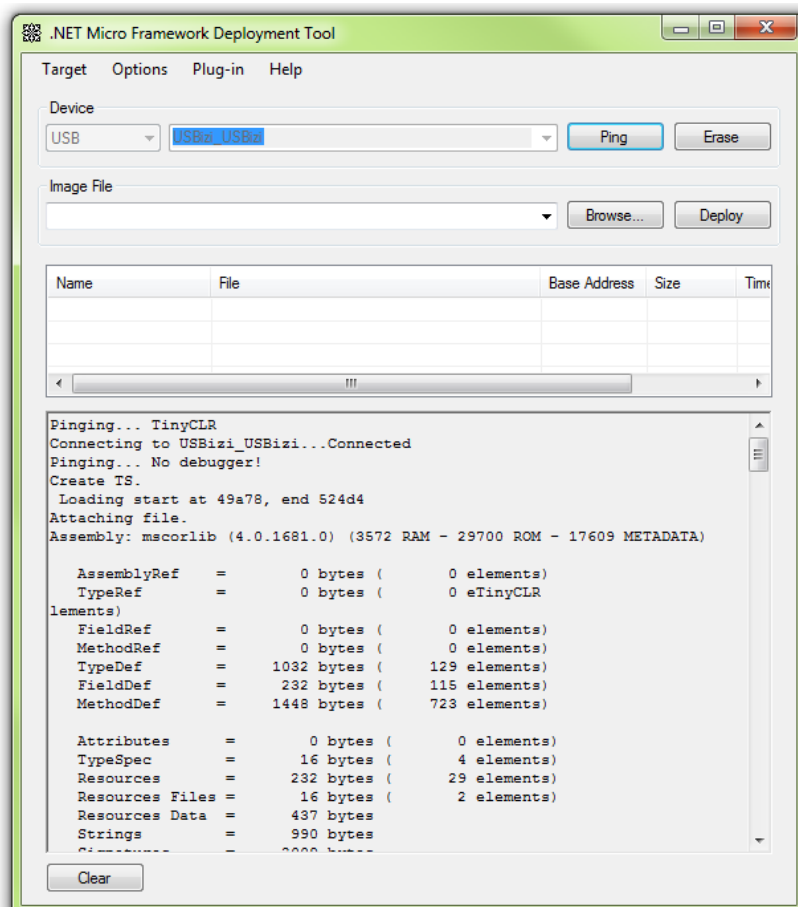 .NET Micro Framework Deployment Tool
Target Options Plug-in Help
Device
USB USBizi_USBizi Ping Erase
Image File
Browse... Deploy
Name File Base Address Size Time
Pinging... TinyCLR
Connecting to USBizi_USBizi...Connected
Pinging... No debugger!
Create TS.
Loading start at 49a78, end 524d4
Attaching file.
Assembly: mscorlib (4.0.1681.0) (3572 RAM - 29700 ROM - 17609 METADATA)
AssemblyRef = 0 bytes ( 0 elements)
TypeRef = 0 bytes ( 0 eTinyCLR
lements)
FieldRef = 0 bytes ( 0 elements)
MethodRef = 0 bytes ( 0 elements)
TypeDef = 1032 bytes ( 129 elements)
FieldDef = 232 bytes ( 115 elements)
MethodDef = 1448 bytes ( 723 elements)
Attributes = 0 bytes ( 0 elements)
TypeSpec = 16 bytes ( 4 elements)
Resources = 232 bytes ( 29 elements)
Resources Files = 16 bytes ( 2 elements)
Resources Data = 437 bytes
Strings = 990 bytes
Clear